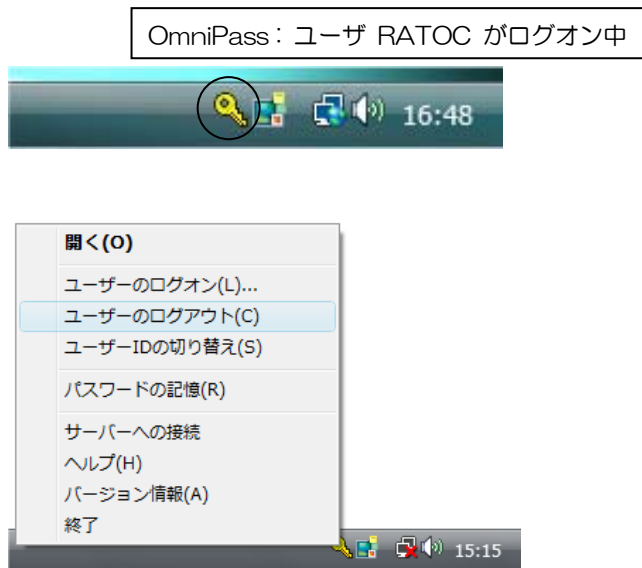 OmniPass：ユーザ RATOC がログオン中
16:48
開く(O)
ユーザーのログオン(L)...
ユーザーのログアウト(C)
ユーザーIDの切り替え(S)
パスワードの記憶(R)
サーバーへの接続
ヘルプ(H)
バージョン情報(A)
終了
15:15